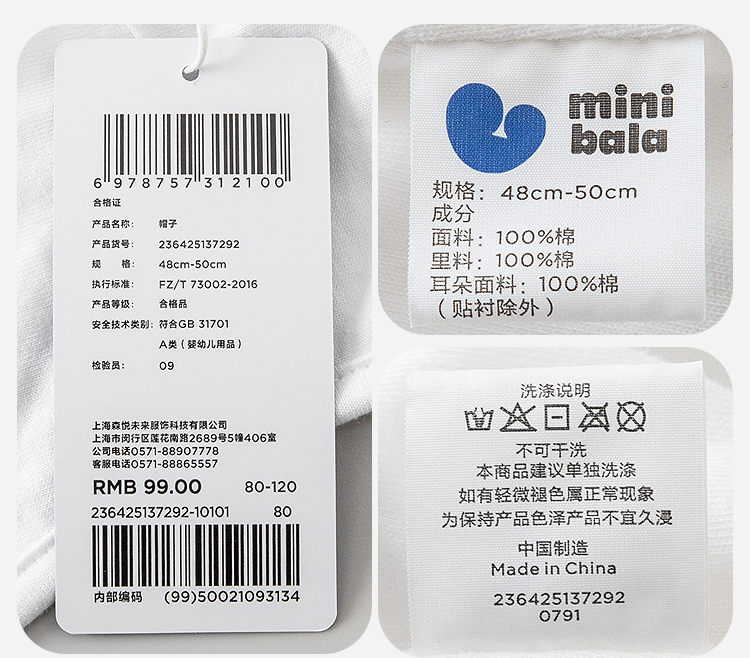 6 978757 312100
合格证
产品名称: 帽子
产品货号: 236425137292
规 格: 48cm-50cm
执行标准: FZ/T 73002-2016
产品等级: 合格品
安全技术类别: 符合GB 31701
A类（婴幼儿用品）
检验员: 09
上海森悦未来服饰科技有限公司
上海市闵行区莲花南路2689号5幢406室
公司电话0571-88907778
客服电话0571-88865557
RMB 99.00 80-120
236425137292-10101 80
内部编码 (99)50021093134
mini
bala
规格: 48cm-50cm
成分
面料: 100%棉
里料: 100%棉
耳朵面料: 100%棉
（贴衬除外）
洗涤说明
不可干洗
本商品建议单独洗涤
如有轻微褪色属正常现象
为保持产品色泽产品不宜久浸
中国制造
Made in China
236425137292
0791